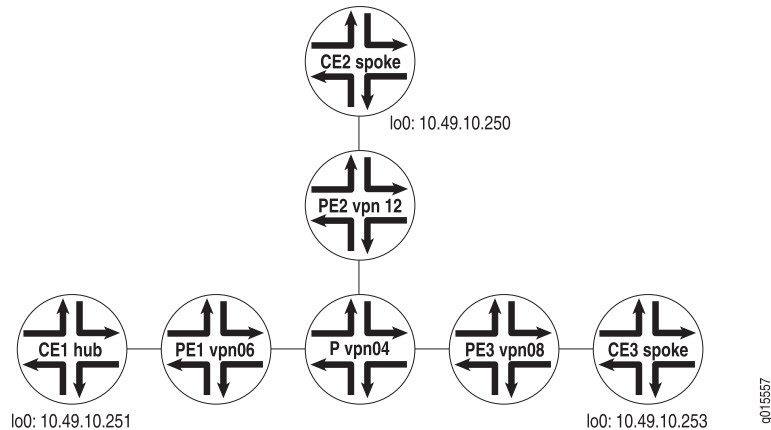 CE2 spoke
lo0: 10.49.10.250
PE2 vpn 12
CE1 hub
PE1 vpn06
P vpn04
PE3 vpn08
CE3 spoke
lo0: 10.49.10.251
lo0: 10.49.10.253
g015557